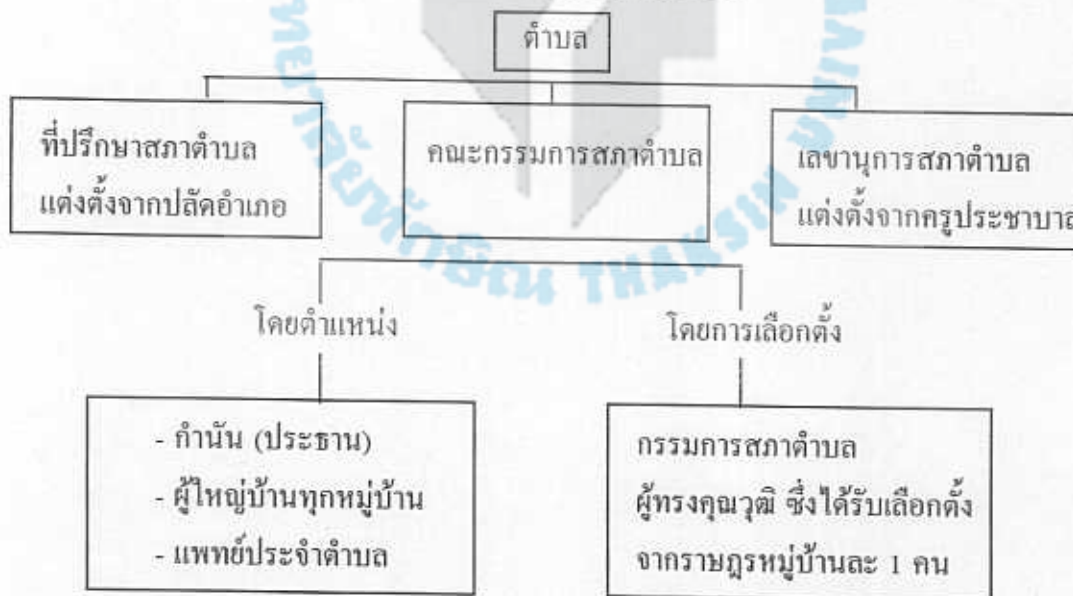 ตำบล
ที่ปรึกษาสภาตำบล
แต่งตั้งจากปลัดอำเภอ
คณะกรรมการสภาตำบล
เลขานุการสภาตำบล
แต่งตั้งจากครูประชาบาล
โดยตำแหน่ง
โดยการเลือกตั้ง
- กำนัน (ประธาน)
- ผู้ใหญ่บ้านทุกหมู่บ้าน
- แพทย์ประจำตำบล
กรรมการสภาตำบล
ผู้ทรงคุณวุฒิ ซึ่งได้รับเลือกตั้ง
จากราษฎรหมู่บ้านละ 1 คน
THAKSIN